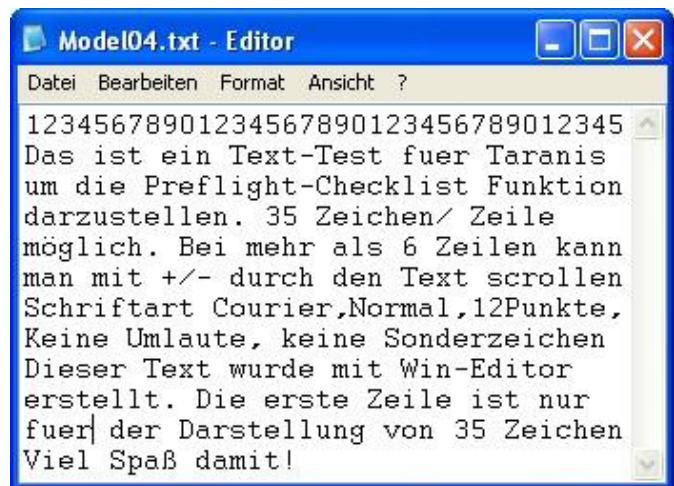 Model04.txt - Editor
Datei Bearbeiten Format Ansicht ?
12345678901234567890123456789012345
Das ist ein Text-Test fuer Taranis
um die Preflight-Checklist Funktion
darzustellen. 35 Zeichen/ Zeile
möglich. Bei mehr als 6 Zeilen kann
man mit +/- durch den Text scrollen
Schriftart Courier,Normal,12Punkte,
Keine Umlaute, keine Sonderzeichen
Dieser Text wurde mit Win-Editor
erstellt. Die erste Zeile ist nur
fuer der Darstellung von 35 Zeichen
Viel Spaß damit!